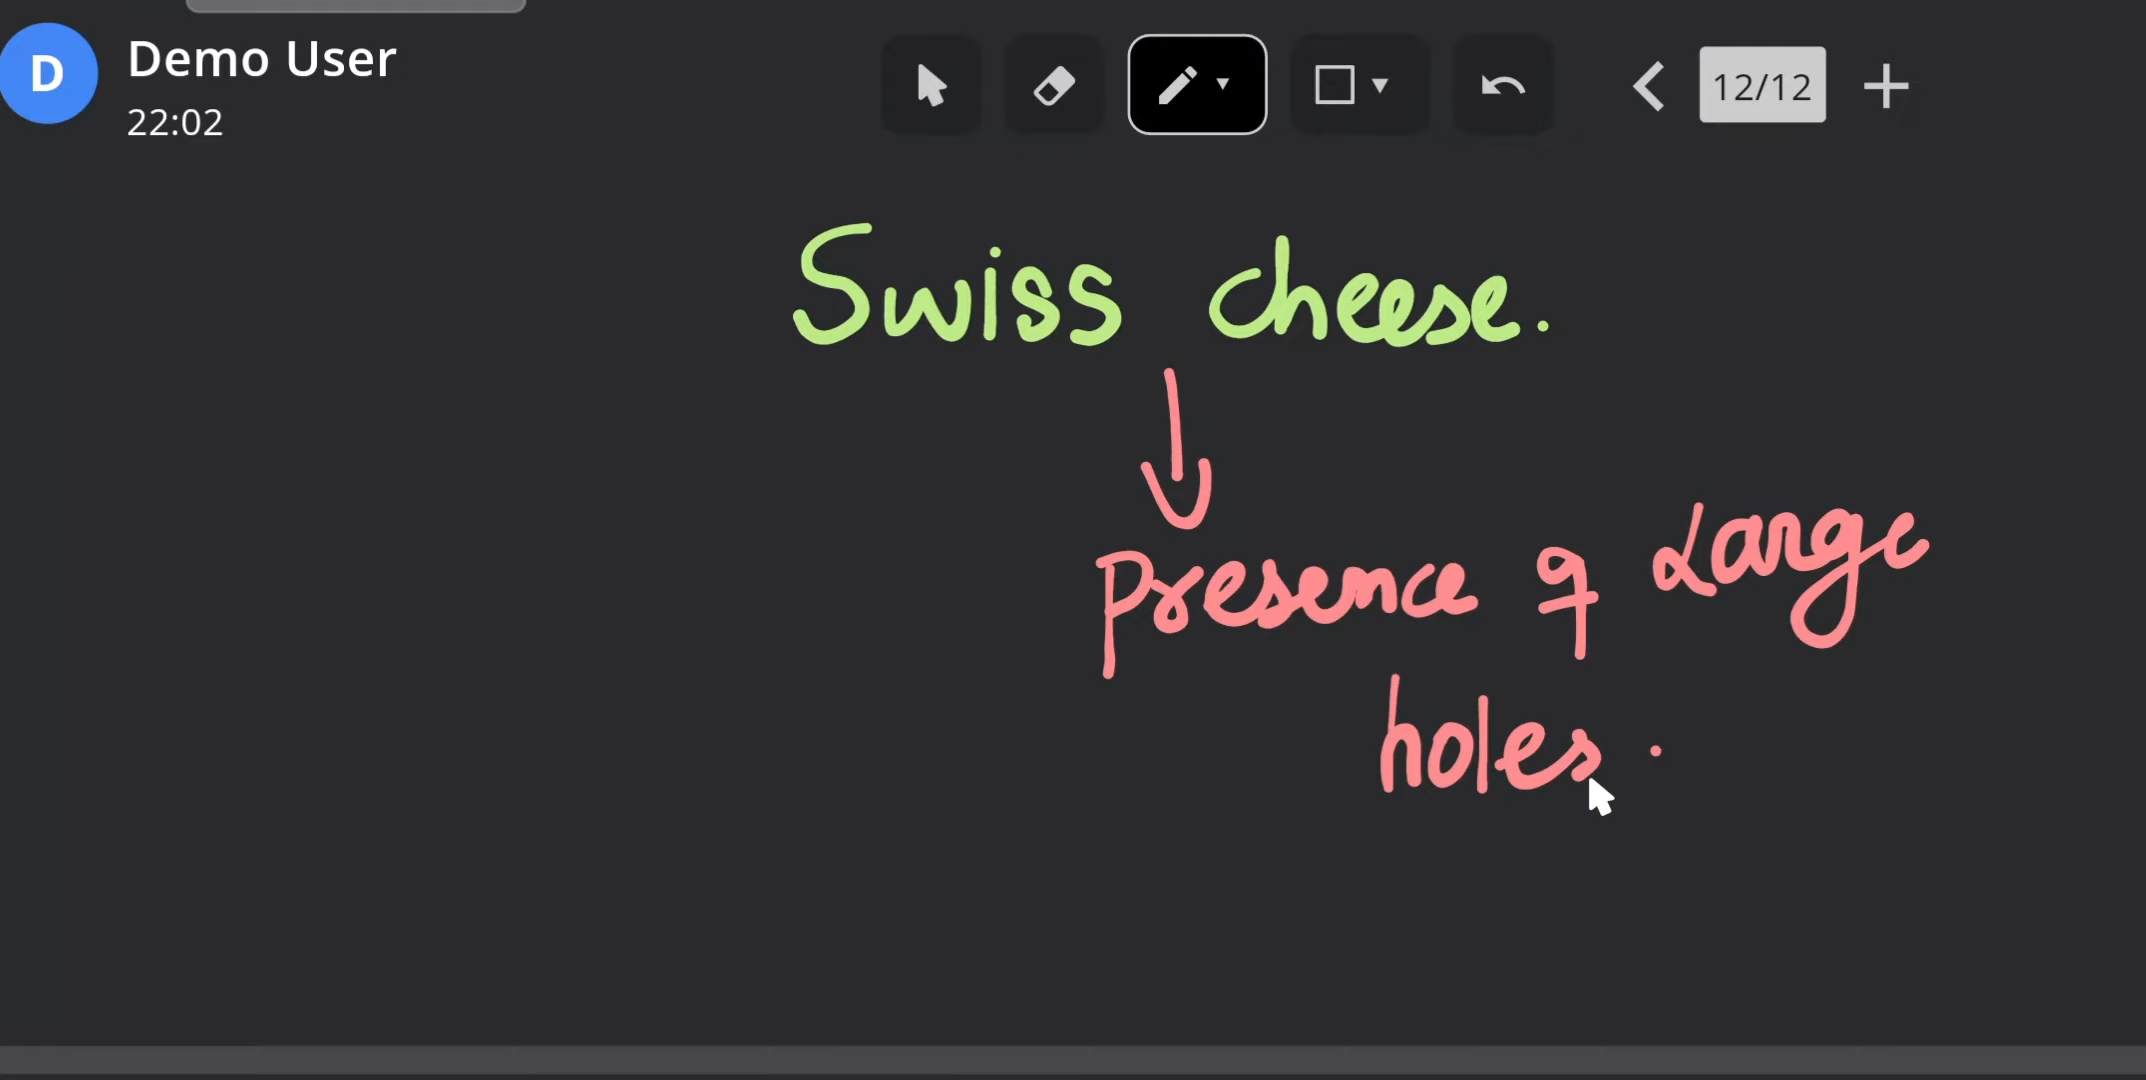 D
Demo User
22:02
12/12
Swiss cheese.
presence of Large
holes.